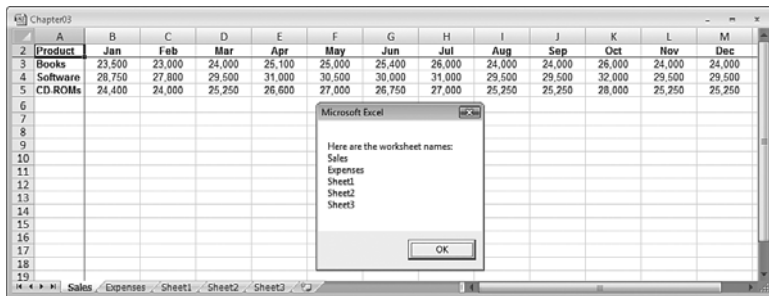 Chapter03
A B C D E F G H I J K L M
2 Product Jan Feb Mar Apr May Jun Jul Aug Sep Oct Nov Dec
3 Books 23,500 23,000 24,000 25,100 25,000 25,400 26,000 24,000 24,000 26,000 24,000 24,000
4 Software 28,750 27,800 29,500 31,000 30,500 30,000 31,000 29,500 29,500 32,000 29,500 29,500
5 CD-ROMs 24,400 24,000 25,250 26,600 27,000 26,750 27,000 25,250 25,250 28,000 25,250 25,250
6
7
8
9
10
11
12
13
14
15
16
17
18
19
Microsoft Excel
Here are the worksheet names:
Sales
Expenses
Sheet1
Sheet2
Sheet3
OK
Sales Expenses Sheet1 Sheet2 Sheet3